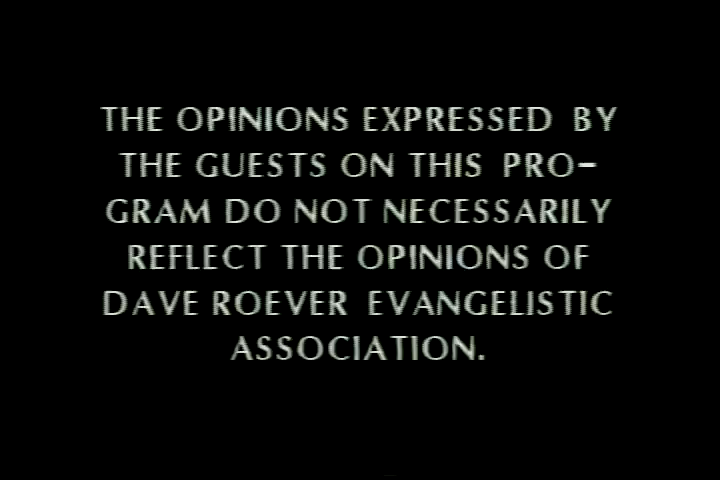 THE OPINIONS EXPRESSED BY
THE GUESTS ON THIS PRO-
GRAM DO NOT NECESSARILY
REFLECT THE OPINIONS OF
DAVE ROEVER EVANGELISTIC
ASSOCIATION.